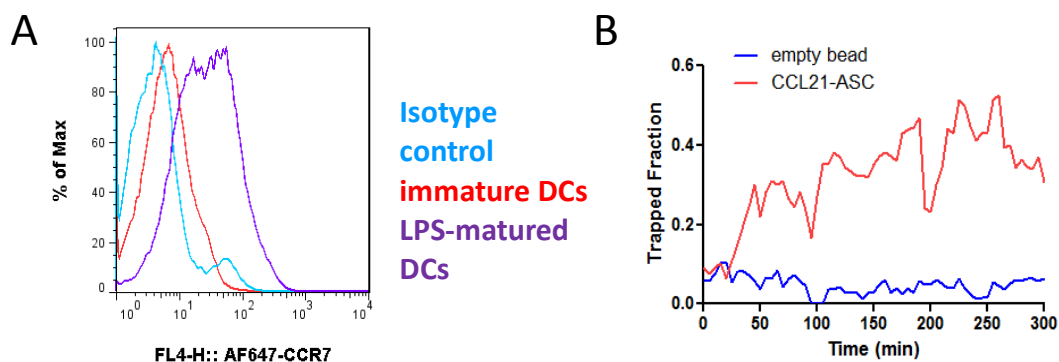 A
% of Max
100
80
60
40
20
0
10^0 10^1 10^2 10^3 10^4
FL4-H:: AF647-CCR7
Isotype
control
immature DCs
LPS-matured
DCs
B
empty bead
CCL21-ASC
Trapped Fraction
0.6
0.4
0.2
0.0
0 50 100 150 200 250 300
Time (min)